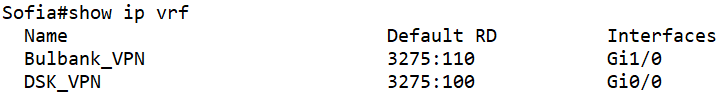 Sofia#show ip vrf
Name Default RD Interfaces
Bulbank_VPN 3275:110 Gi1/0
DSK_VPN 3275:100 Gi0/0